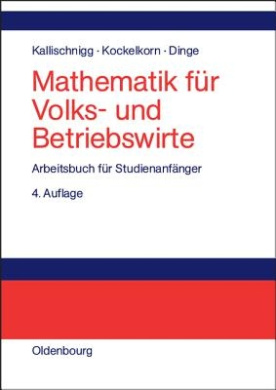 Kallischnigg · Kockelkorn · Dinge
Mathematik für
Volks- und
Betriebswirte
Arbeitsbuch für Studienanfänger
4. Auflage
Oldenbourg